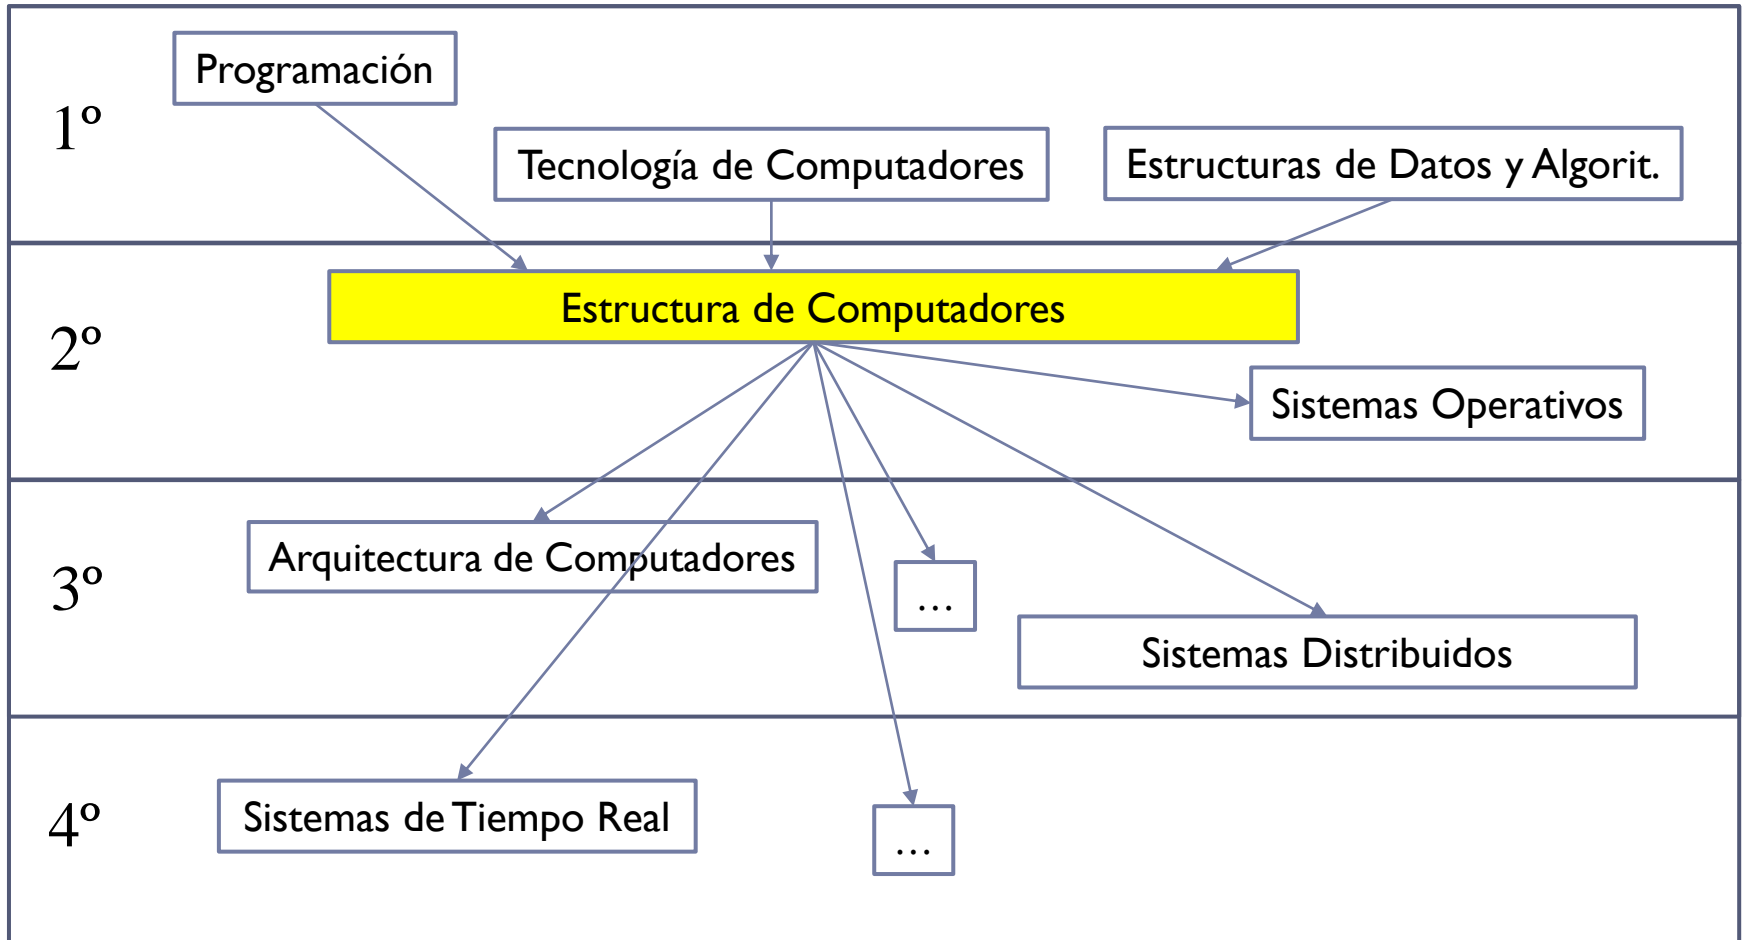 1º
Programación
Tecnología de Computadores
Estructuras de Datos y Algorit.
2º
Estructura de Computadores
Sistemas Operativos
3º
Arquitectura de Computadores
...
Sistemas Distribuidos
4º
Sistemas de Tiempo Real
...